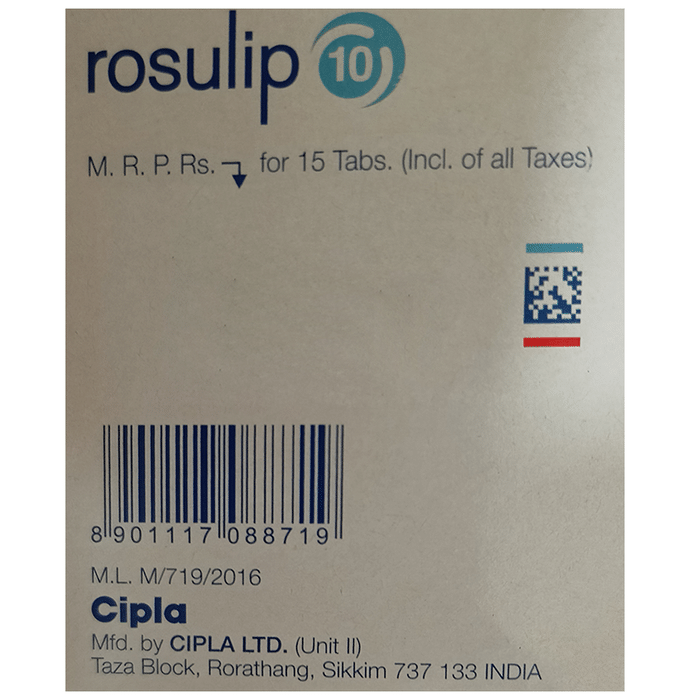 rosulip 10
M. R. P. Rs. for 15 Tabs. (Incl. of all Taxes)
8 901117 088719
M.L. M/719/2016
Cipla
Mfd. by CIPLA LTD. (Unit II)
Taza Block, Rorathang, Sikkim 737 133 INDIA